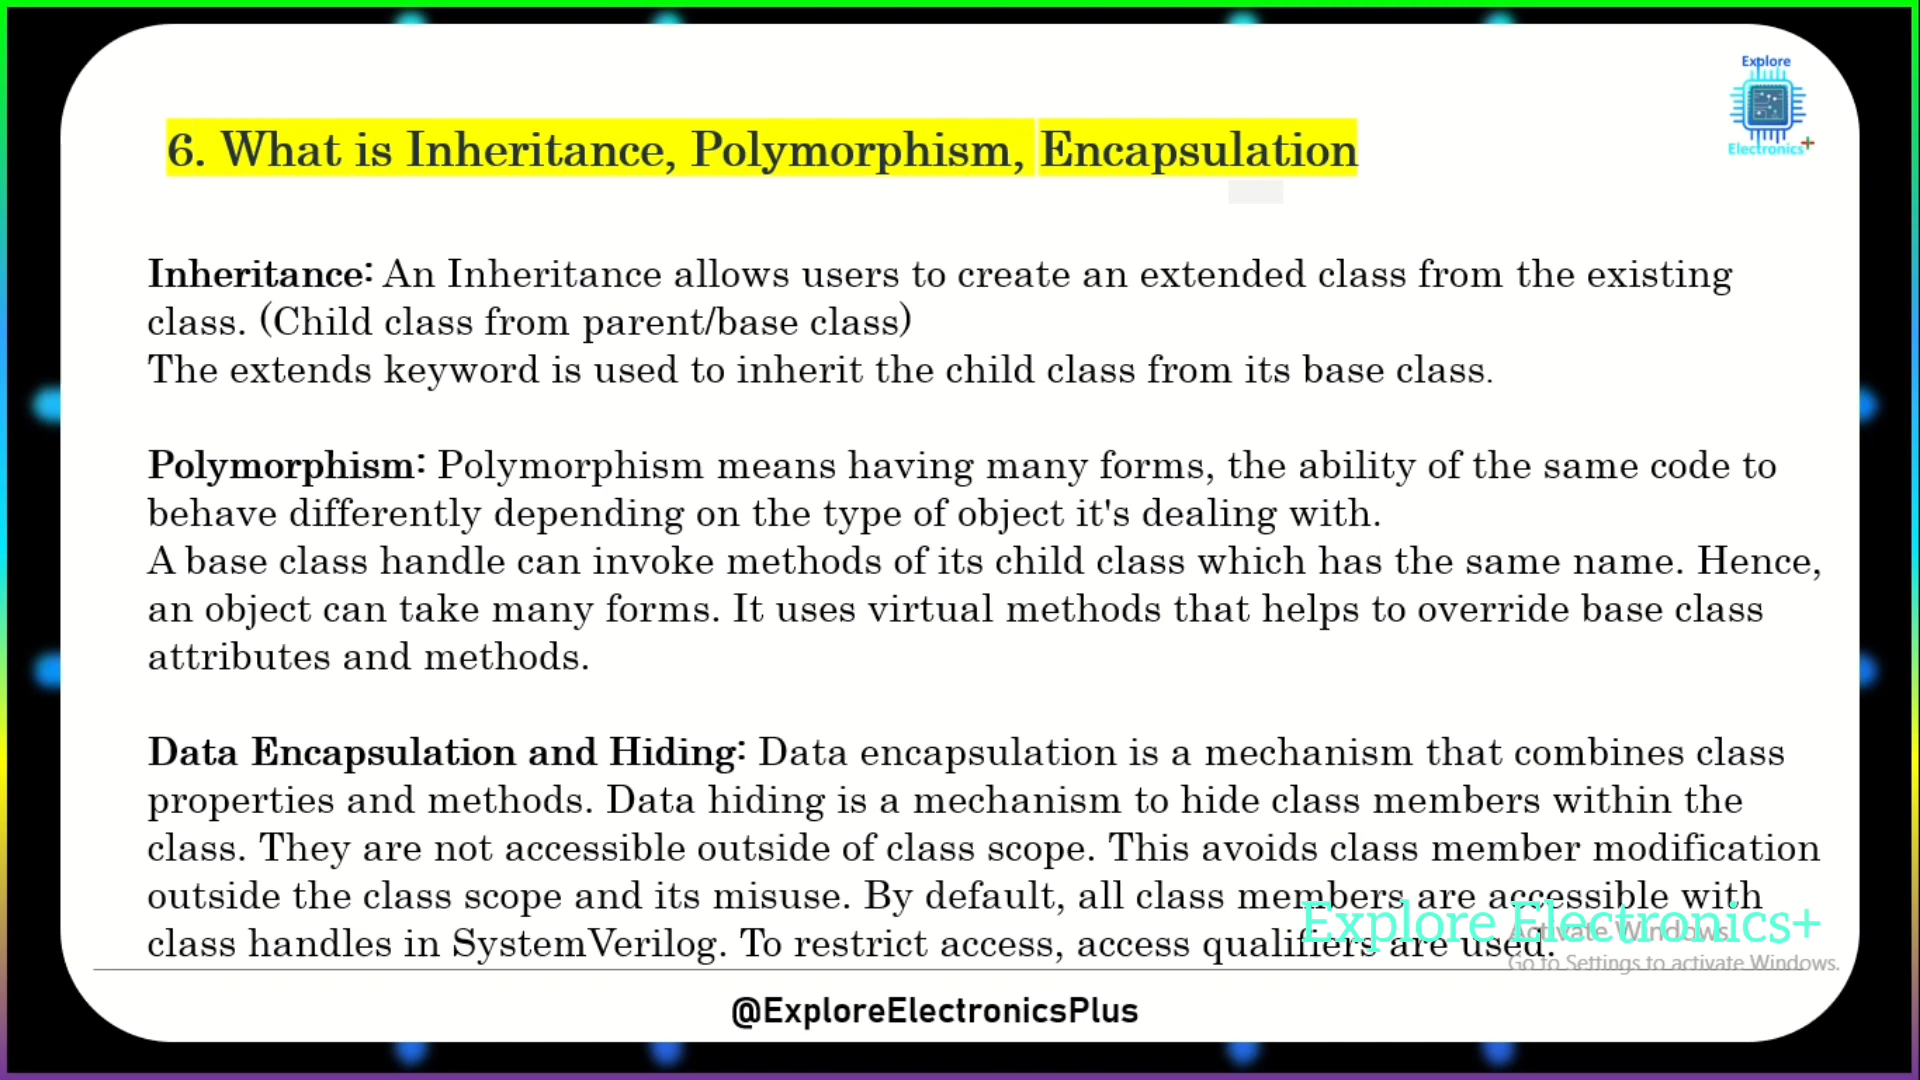 Explore
Electronics+
6. What is Inheritance, Polymorphism, Encapsulation
Inheritance: An Inheritance allows users to create an extended class from the existing
class. (Child class from parent/base class)
The extends keyword is used to inherit the child class from its base class.
Polymorphism: Polymorphism means having many forms, the ability of the same code to
behave differently depending on the type of object it's dealing with.
A base class handle can invoke methods of its child class which has the same name. Hence,
an object can take many forms. It uses virtual methods that helps to override base class
attributes and methods.
Data Encapsulation and Hiding: Data encapsulation is a mechanism that combines class
properties and methods. Data hiding is a mechanism to hide class members within the
class. They are not accessible outside of class scope. This avoids class member modification
outside the class scope and its misuse. By default, all class members are accessible with
class handles in SystemVerilog. To restrict access, access qualifiers are used.
Explore Electronics+
Activate Windows
Go to Settings to activate Windows.
@ExploreElectronicsPlus